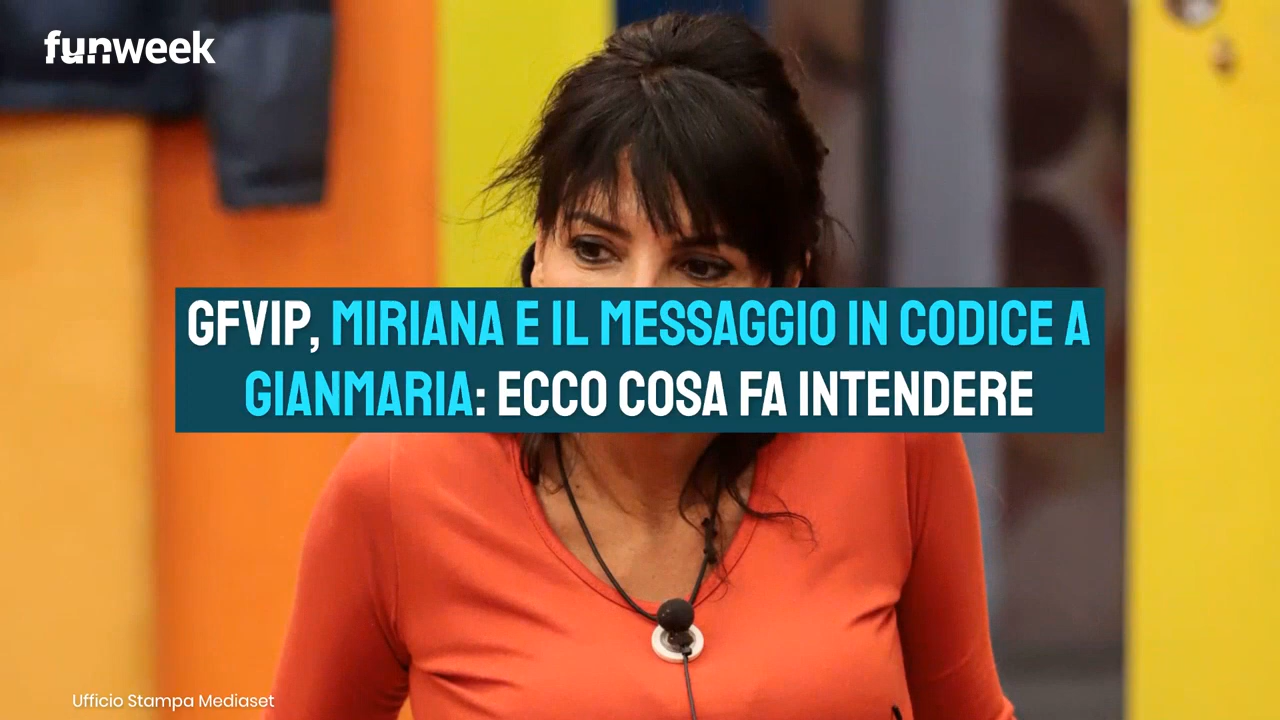 funweek
GFVIP, MIRIANA E IL MESSAGGIO IN CODICE A
GIANMARIA: ECCO COSA FA INTENDERE
Ufficio Stampa Mediaset